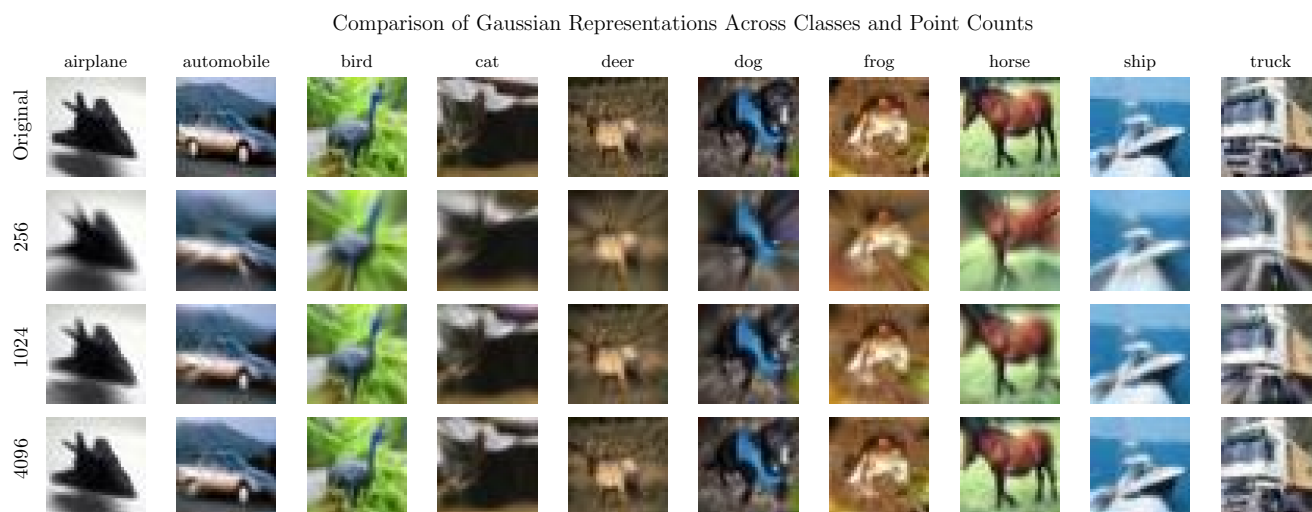 Comparison of Gaussian Representations Across Classes and Point Counts
airplane automobile bird cat deer dog frog horse ship truck
Original
256
1024
4096